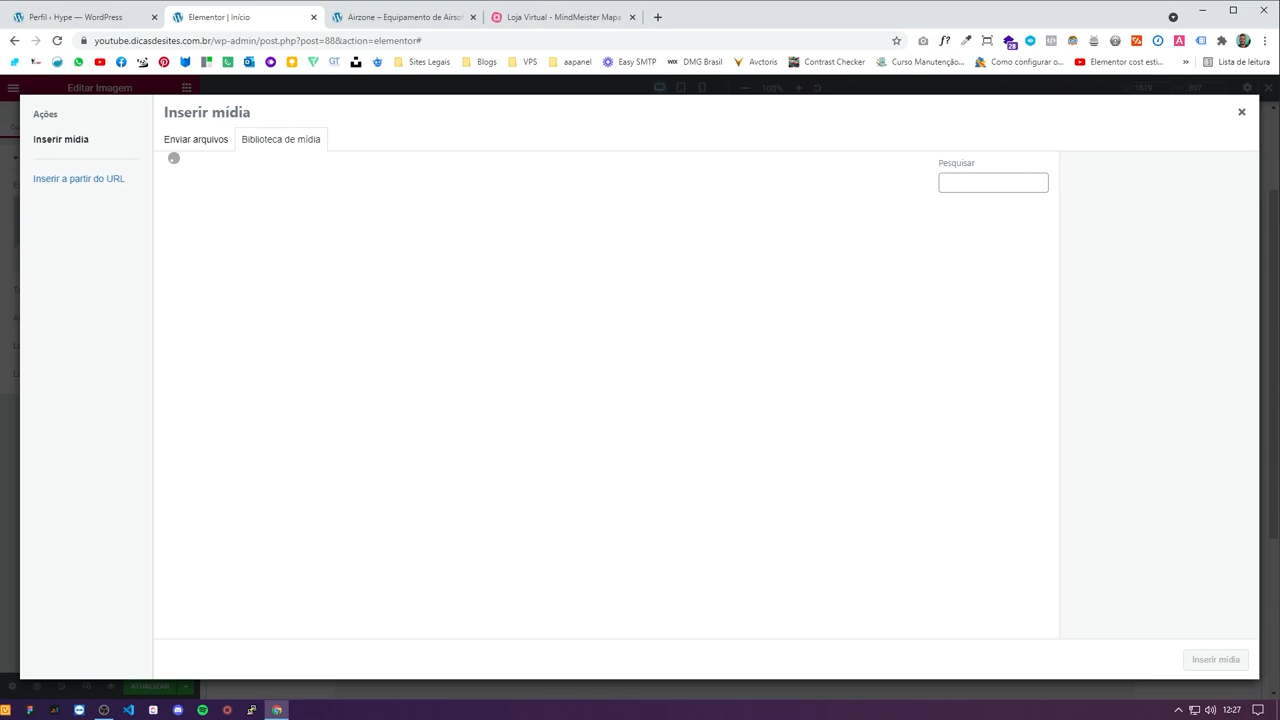 Perfil ‹ Hype — WordPress
Elementor | Início
Airzone – Equipamento de Airsof
Loja Virtual - MindMeister Mapa
youtube.dicasdesites.com.br/wp-admin/post.php?post=88&action=elementor#
28
Sites Legais
Blogs
VPS
aapanel
Easy SMTP
DMG Brasil
Avctoris
Contrast Checker
Curso Manutenção...
Como configurar o...
Elementor cost esti...
Lista de leitura
Editar Imagem
100%
Ações
Inserir mídia
Inserir mídia
Inserir a partir do URL
Enviar arquivos
Biblioteca de mídia
Pesquisar
Inserir mídia
ATUALIZAR
12:27